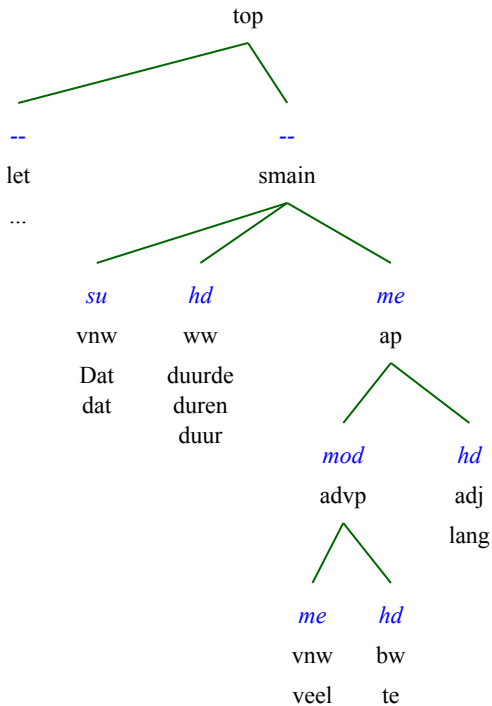 top
-- --
let smain
...
su hd me
vnw ww ap
Dat duurde
dat duren
duur
mod hd
advp adj
lang
me hd
vnw bw
veel te